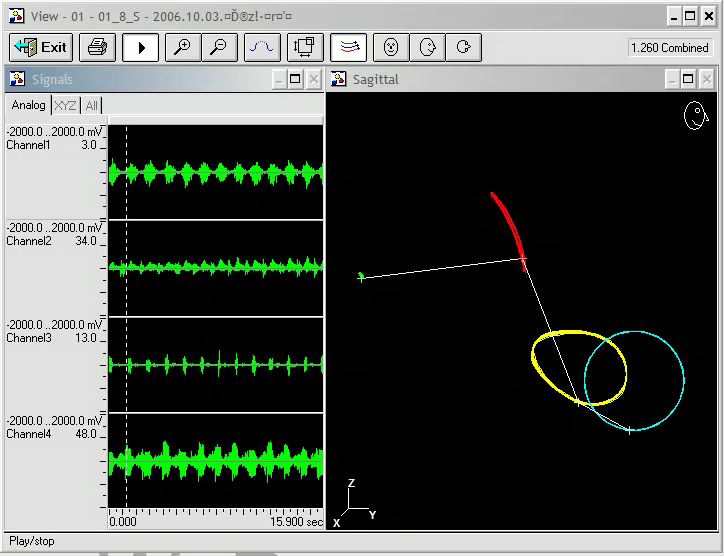 View - 01 - 01_8_S - 2006.10.03.¤Ď®z!·¤r¤'¤
Exit
1.260 Combined
Signals
Sagittal
Analog XYZ All
-2000.0 ..2000.0 mV
Channel1 3.0
-2000.0 ..2000.0 mV
Channel2 34.0
-2000.0 ..2000.0 mV
Channel3 13.0
-2000.0 ..2000.0 mV
Channel4 48.0
0.000 15.900 sec
Z
Y
X
Play/stop